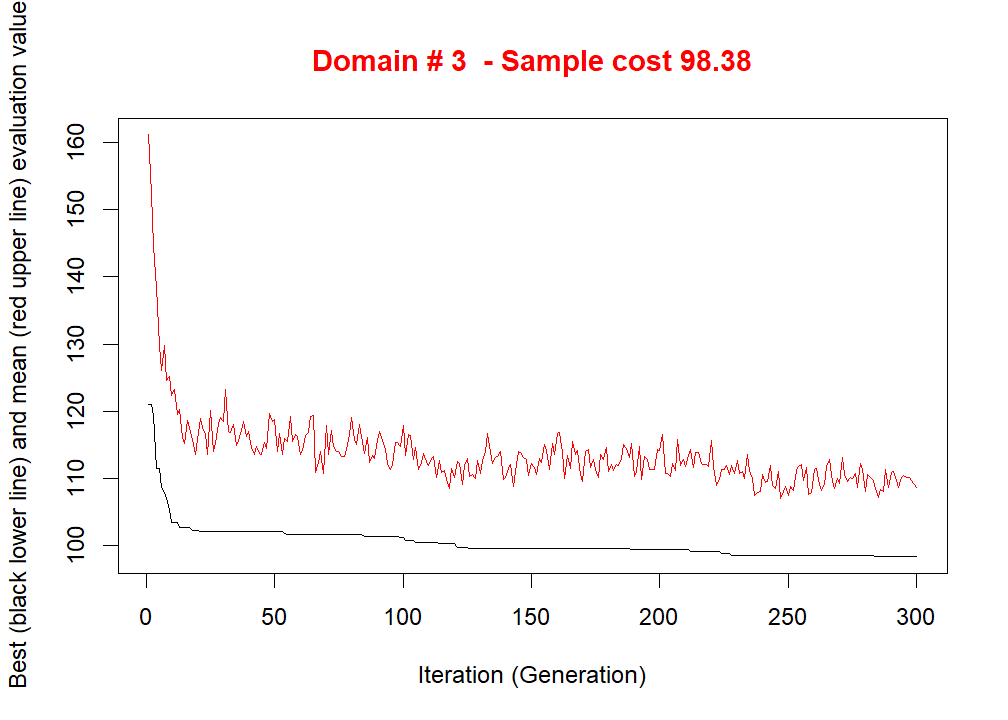 Domain # 3  - Sample cost 98.38
Best (black lower line) and mean (red upper line) evaluation value
160
150
140
130
120
110
100
0 50 100 150 200 250 300
Iteration (Generation)